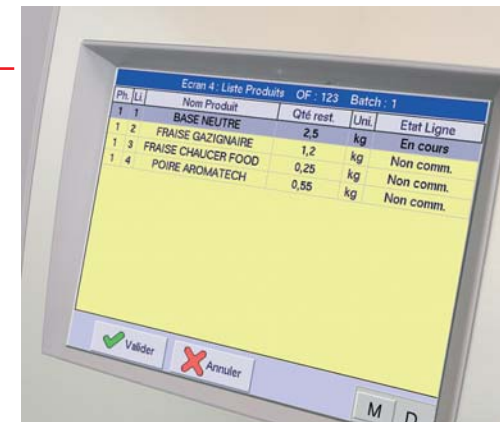 Ecran 4 : Liste Produits OF : 123 Batch : 1
Ph. Li. Nom Produit Qté rest. Uni. Etat Ligne
1 1 BASE NEUTRE 2,5 kg En cours
1 2 FRAISE GAZIGNAIRE 1,2 kg Non comm.
1 3 FRAISE CHAUCER FOOD 0,25 kg Non comm.
1 4 POIRE AROMATECH 0,55 kg Non comm.
Valider Annuler M D